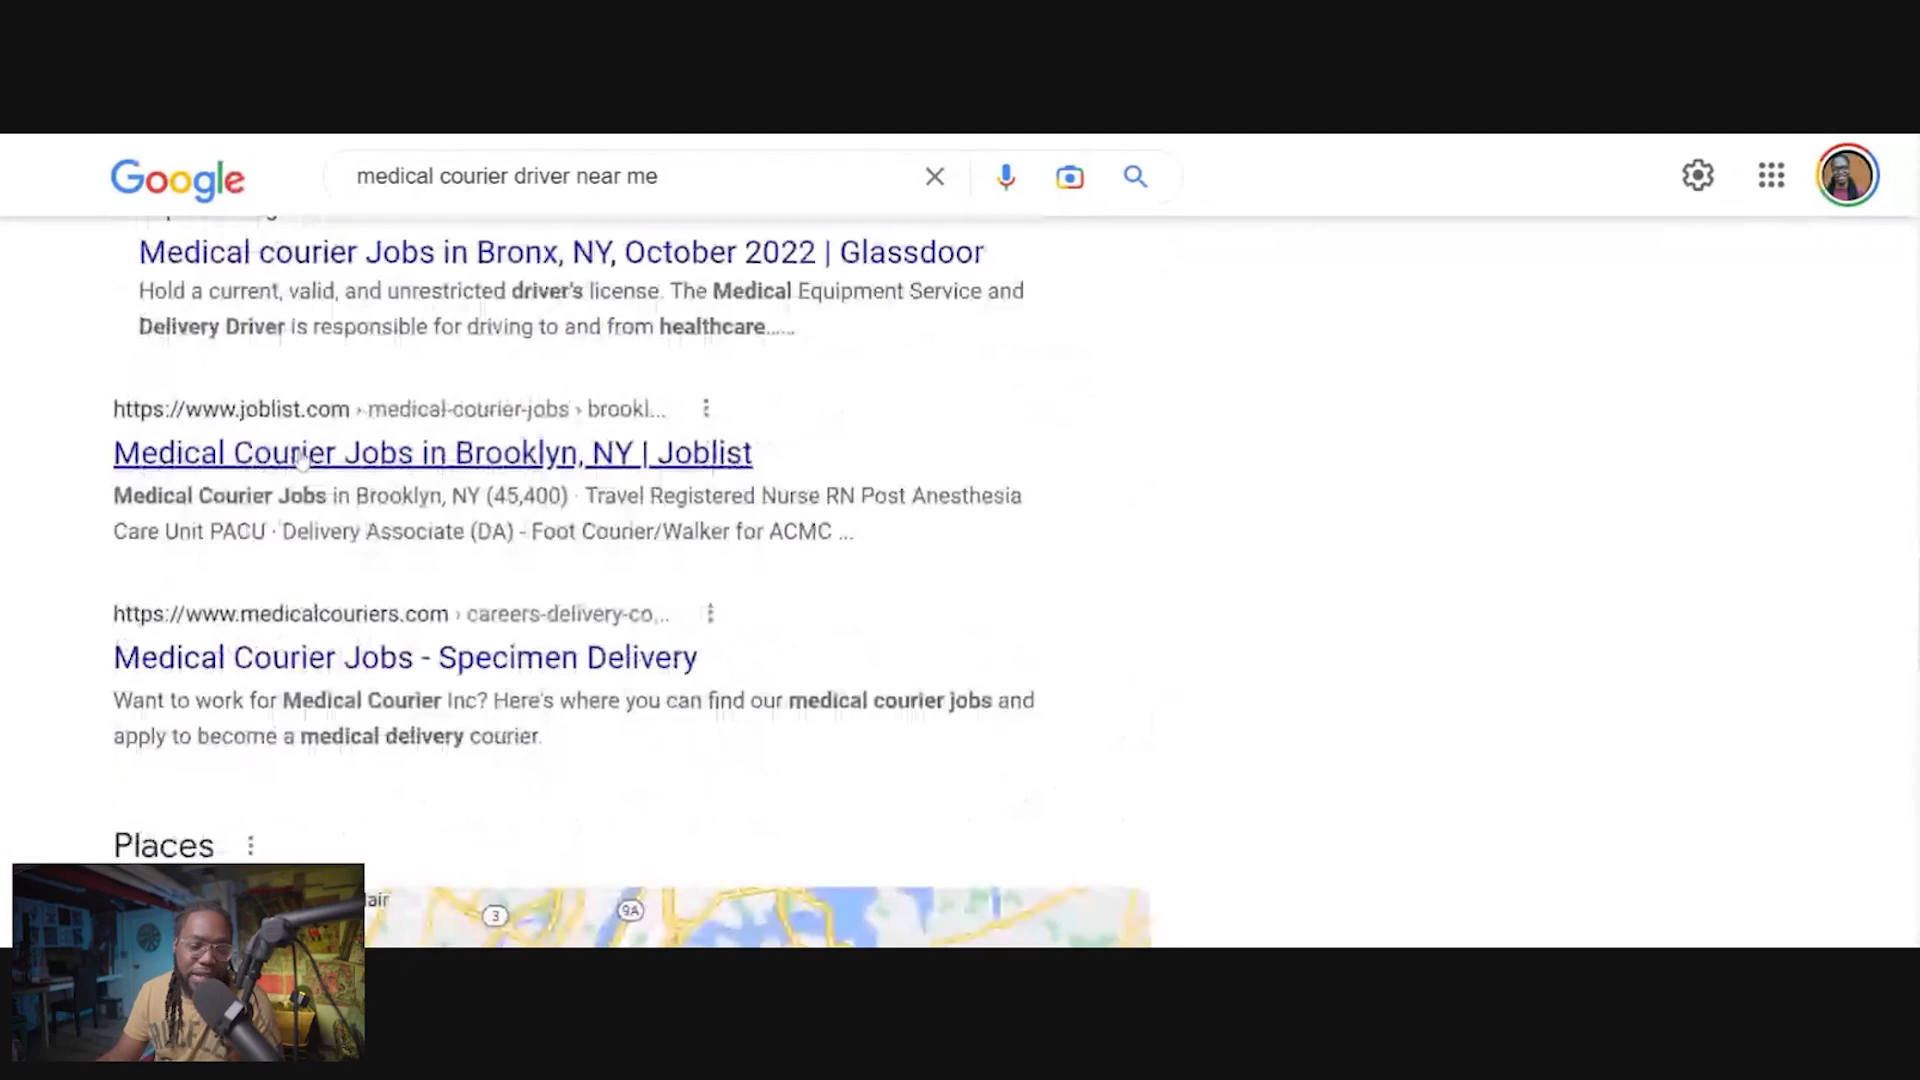 Google
medical courier driver near me
Medical courier Jobs in Bronx, NY, October 2022 | Glassdoor
Hold a current, valid, and unrestricted driver's license. The Medical Equipment Service and
Delivery Driver is responsible for driving to and from healthcare......
https://www.joblist.com › medical-courier-jobs › brookl...
Medical Courier Jobs in Brooklyn, NY | Joblist
Medical Courier Jobs in Brooklyn, NY (45,400) · Travel Registered Nurse RN Post Anesthesia
Care Unit PACU · Delivery Associate (DA) - Foot Courier/Walker for ACMC ...
https://www.medicalcouriers.com › careers-delivery-co...
Medical Courier Jobs - Specimen Delivery
Want to work for Medical Courier Inc? Here's where you can find our medical courier jobs and
apply to become a medical delivery courier.
Places
lair
3
9A